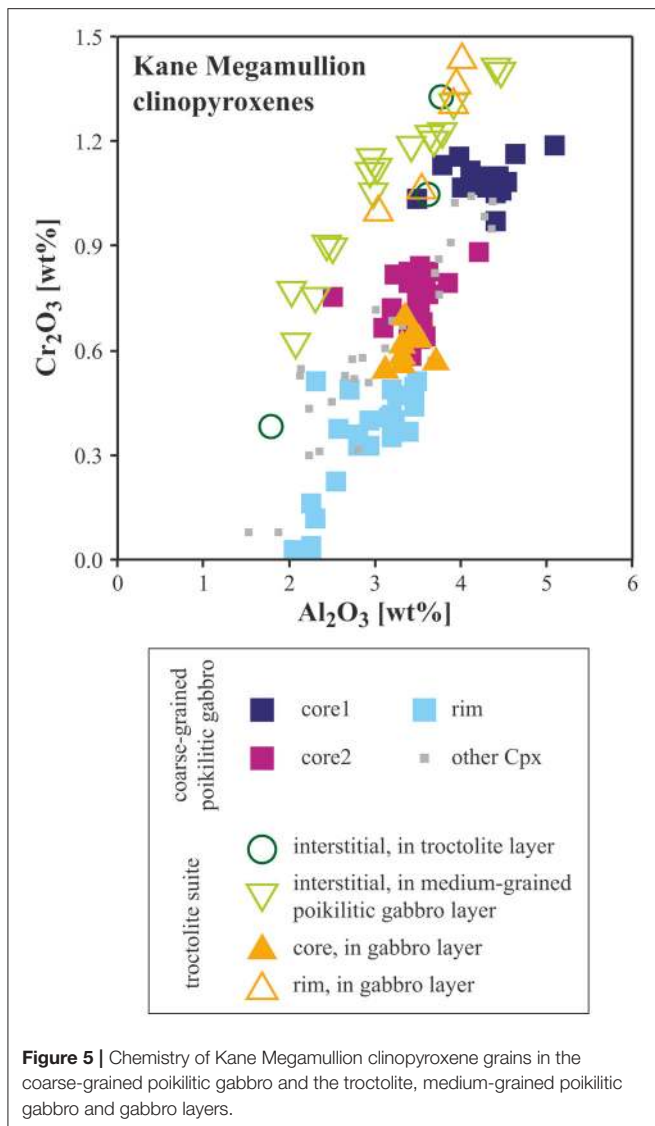 Kane Megamullion
clinopyroxenes
Cr₂O₃ [wt%]
1.5
1.2
0.9
0.6
0.3
0.0
0
1
2
3
4
5
6
Al₂O₃ [wt%]
coarse-grained
poikilitic gabbro
core1
rim
core2
other Cpx
troctolite suite
interstitial, in troctolite layer
interstitial, in medium-grained
poikilitic gabbro layer
core, in gabbro layer
rim, in gabbro layer
Figure 5 | Chemistry of Kane Megamullion clinopyroxene grains in the
coarse-grained poikilitic gabbro and the troctolite, medium-grained poikilitic
gabbro and gabbro layers.